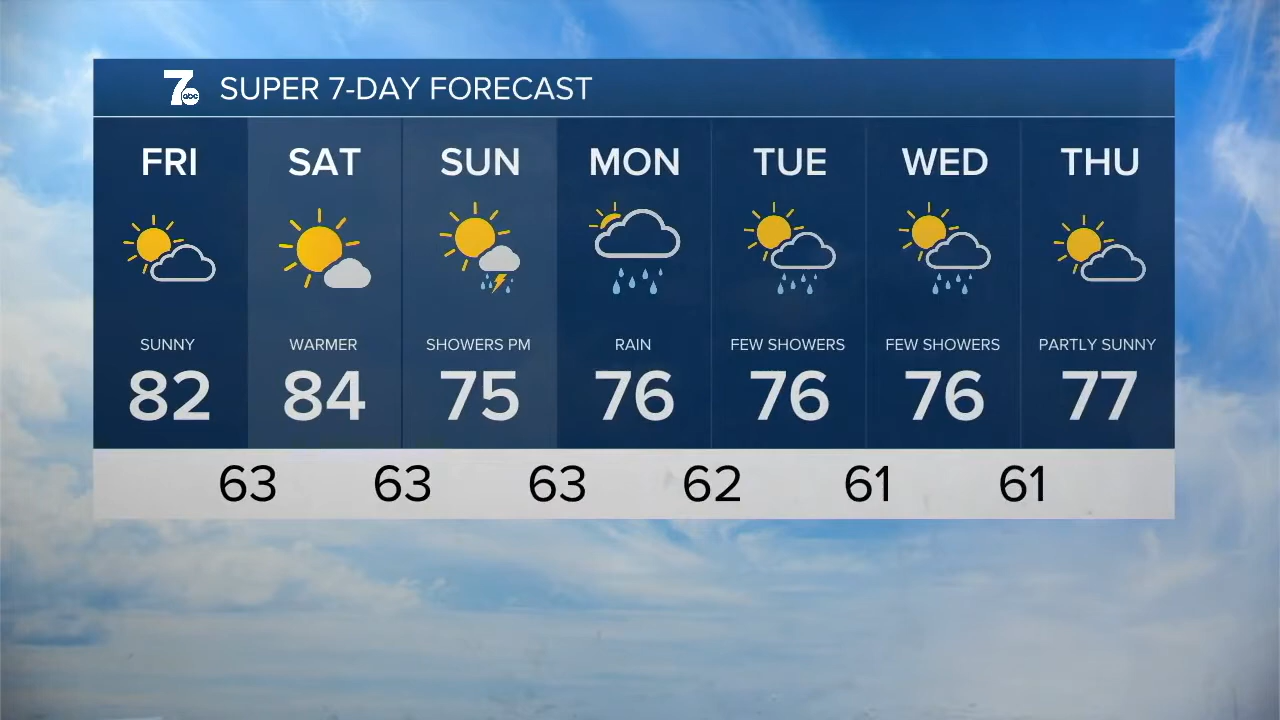 7 abc SUPER 7-DAY FORECAST
FRI SAT SUN MON TUE WED THU
SUNNY WARMER SHOWERS PM RAIN FEW SHOWERS FEW SHOWERS PARTLY SUNNY
82 84 75 76 76 76 77
63 63 63 62 61 61